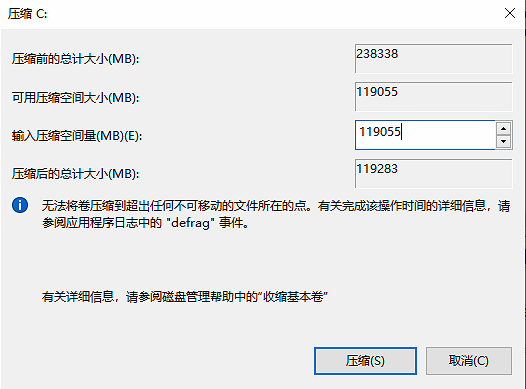 压缩 C:
压缩前的总计大小(MB): 238338
可用压缩空间大小(MB): 119055
输入压缩空间量(MB)(E): 119055
压缩后的总计大小(MB): 119283
无法将卷压缩到超出任何不可移动的文件所在的点。有关完成该操作时间的详细信息，请
参阅应用程序日志中的 "defrag" 事件。
有关详细信息，请参阅磁盘管理帮助中的“收缩基本卷”
压缩(S) 取消(C)